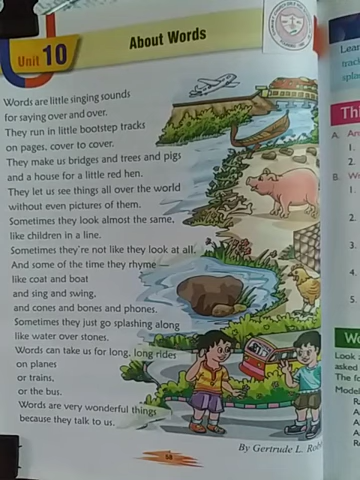 Unit 10
About Words
Words are little singing sounds
for saying over and over.
They run in little bootstep tracks
on pages, cover to cover.
They make us bridges and trees and pigs
and a house for a little red hen.
They let us see things all over the world
without even pictures of them.
Sometimes they look almost the same,
like children in a line.
Sometimes they're not like they look at all.
And some of the time they rhyme —
like coat and boat
and sing and swing,
and cones and bones and phones.
Sometimes they just go splashing along
like water over stones.
Words can take us for long, long rides
on planes
or trains,
or the bus.
Words are very wonderful things
because they talk to us.
By Gertrude L.
58
A.
1.
2.
B.
1.
2.
3.
4.
5.
Look
asked
The